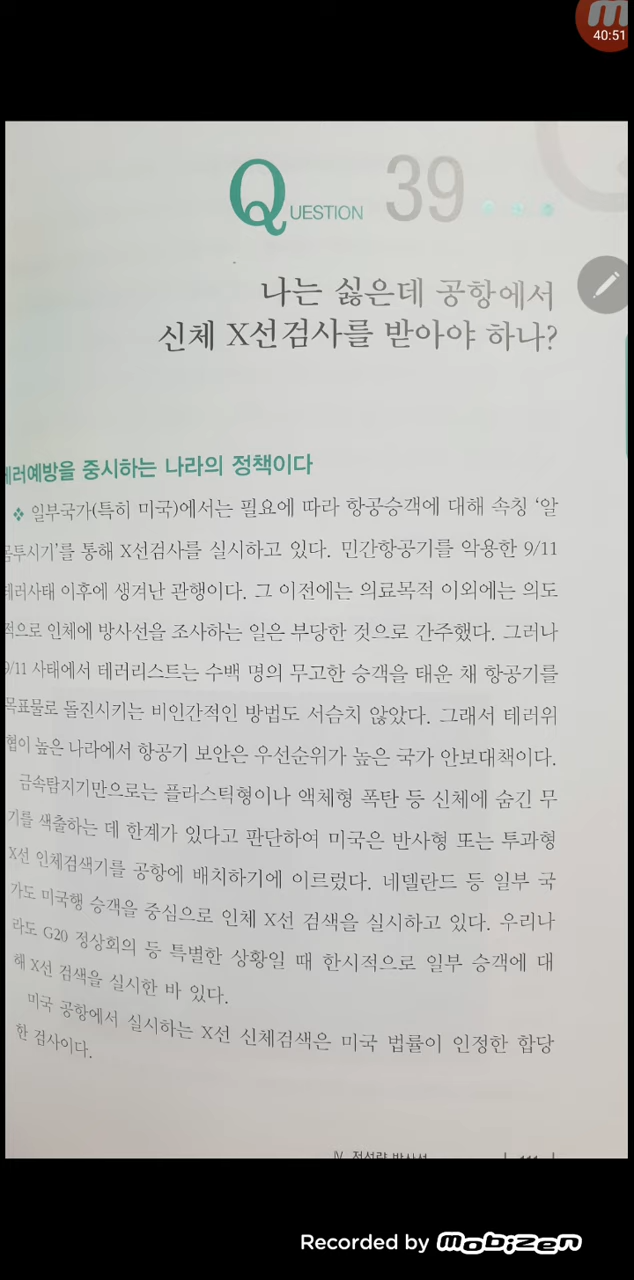 40:51
QUESTION 39
나는 싫은데 공항에서
신체 X선검사를 받아야 하나?
테러예방을 중시하는 나라의 정책이다
❖ 일부국가(특히 미국)에서는 필요에 따라 항공승객에 대해 속칭 ‘알
몸투시기’를 통해 X선검사를 실시하고 있다. 민간항공기를 악용한 9/11
테러사태 이후에 생겨난 관행이다. 그 이전에는 의료목적 이외에는 의도
적으로 인체에 방사선을 조사하는 일은 부당한 것으로 간주했다. 그러나
9/11 사태에서 테러리스트는 수백 명의 무고한 승객을 태운 채 항공기를
목표물로 돌진시키는 비인간적인 방법도 서슴치 않았다. 그래서 테러위
협이 높은 나라에서 항공기 보안은 우선순위가 높은 국가 안보대책이다.
금속탐지기만으로는 플라스틱형이나 액체형 폭탄 등 신체에 숨긴 무
기를 색출하는 데 한계가 있다고 판단하여 미국은 반사형 또는 투과형
X선 인체검색기를 공항에 배치하기에 이르렀다. 네델란드 등 일부 국
가도 미국행 승객을 중심으로 인체 X선 검색을 실시하고 있다. 우리나
라도 G20 정상회의 등 특별한 상황일 때 한시적으로 일부 승객에 대
해 X선 검색을 실시한 바 있다.
미국 공항에서 실시하는 X선 신체검색은 미국 법률이 인정한 합당
한 검사이다.
Recorded by mobizen